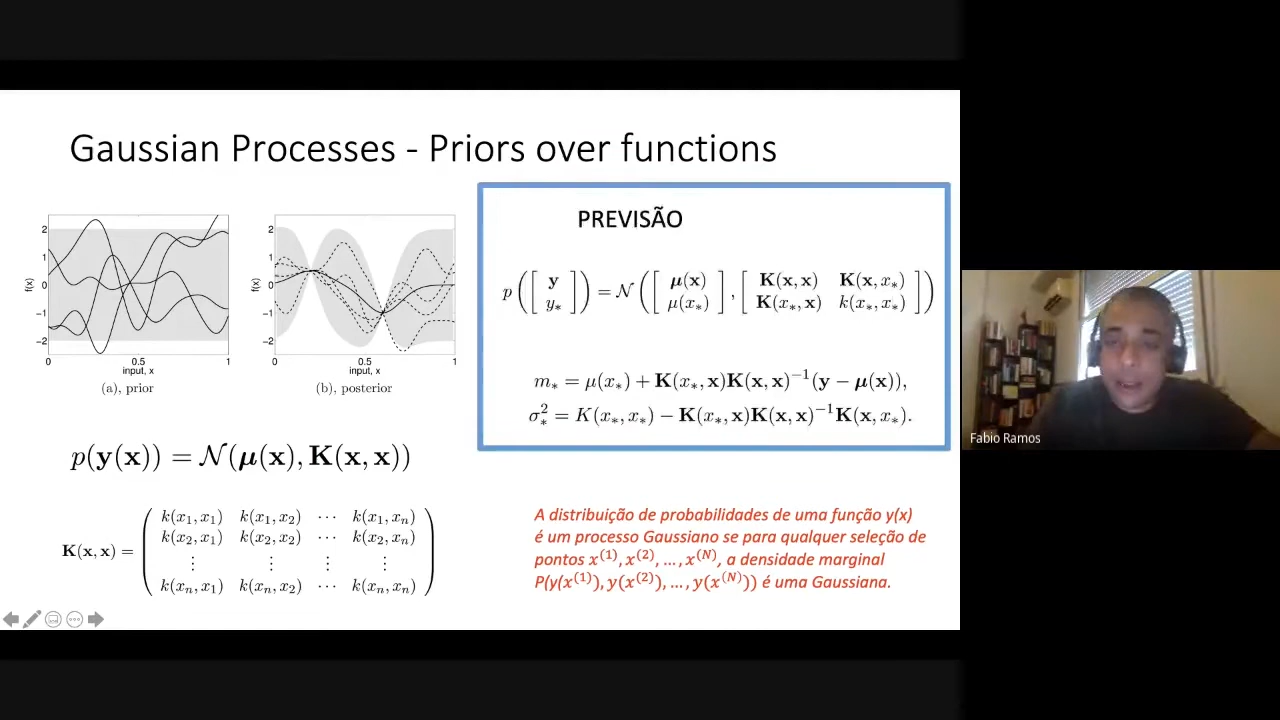 Gaussian Processes - Priors over functions
2
1
0
−1
−2
f(x)
0 0.5 1
input, x
(a), prior
2
1
0
−1
−2
f(x)
0 0.5 1
input, x
(b), posterior
p(y(x)) = 𝒩(μ(x), K(x, x))
K(x, x) = ( k(x₁, x₁) k(x₁, x₂) ⋯ k(x₁, xₙ)
k(x₂, x₁) k(x₂, x₂) ⋯ k(x₂, xₙ)
⋮ ⋮ ⋮ ⋮
k(xₙ, x₁) k(xₙ, x₂) ⋯ k(xₙ, xₙ) )
PREVISÃO
p ( [ y y∗ ] ) = 𝒩 ( [ μ(x) μ(x∗) ] , [ K(x, x) K(x, x∗) K(x∗, x) k(x∗, x∗) ] )
m∗ = μ(x∗) + K(x∗, x)K(x, x)⁻¹(y − μ(x)),
σ∗² = K(x∗, x∗) − K(x∗, x)K(x, x)⁻¹K(x, x∗).
A distribuição de probabilidades de uma função y(x)
é um processo Gaussiano se para qualquer seleção de
pontos x⁽¹⁾, x⁽²⁾, …, x⁽ᴺ⁾, a densidade marginal
P(y(x⁽¹⁾), y(x⁽²⁾), …, y(x⁽ᴺ⁾)) é uma Gaussiana.
Fabio Ramos